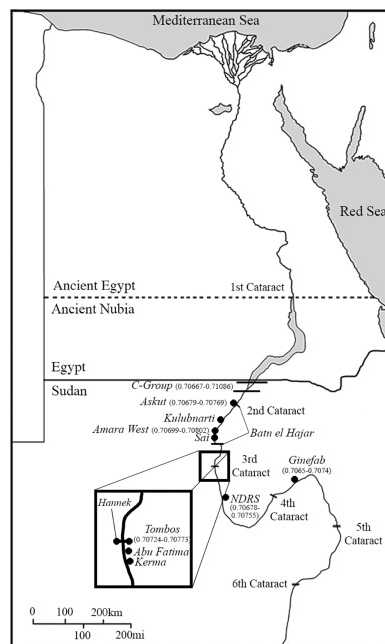 Mediterranean Sea
Red Sea
Ancient Egypt
1st Cataract
Ancient Nubia
Egypt
Sudan
C-Group (0.70667-0.71086)
Askut (0.70679-0.70769)
2nd Cataract
Kulubnarti
Amara West (0.70699-0.70802)
Batn el Hajar
Sai
3rd
Cataract
Ginefab
(0.7065-0.7074)
Hannek
Tombos
(0.70724-0.70773)
Abu Fatima
Kerma
NDRS
(0.70678-
0.70755)
4th
Cataract
5th
Cataract
6th Cataract
0 100 200km
100 200mi